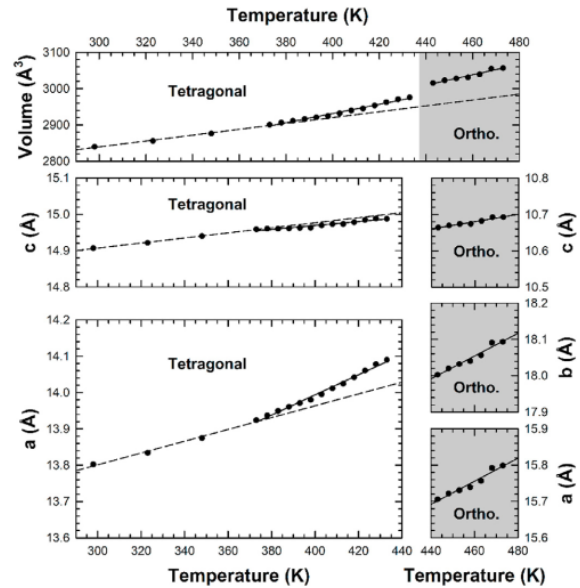 Temperature (K)
300 320 340 360 380 400 420 440 460 480
3100
3000
2900
2800
Volume (Å³)
Tetragonal
Ortho.
15.1
15.0
14.9
14.8
c (Å)
Tetragonal
10.8
10.7
10.6
10.5
c (Å)
Ortho.
14.2
14.1
14.0
13.9
13.8
13.7
13.6
a (Å)
Tetragonal
18.2
18.1
18.0
17.9
b (Å)
Ortho.
15.9
15.8
15.7
15.6
a (Å)
Ortho.
300 320 340 360 380 400 420 440
440 460 480
Temperature (K)
Temperature (K)